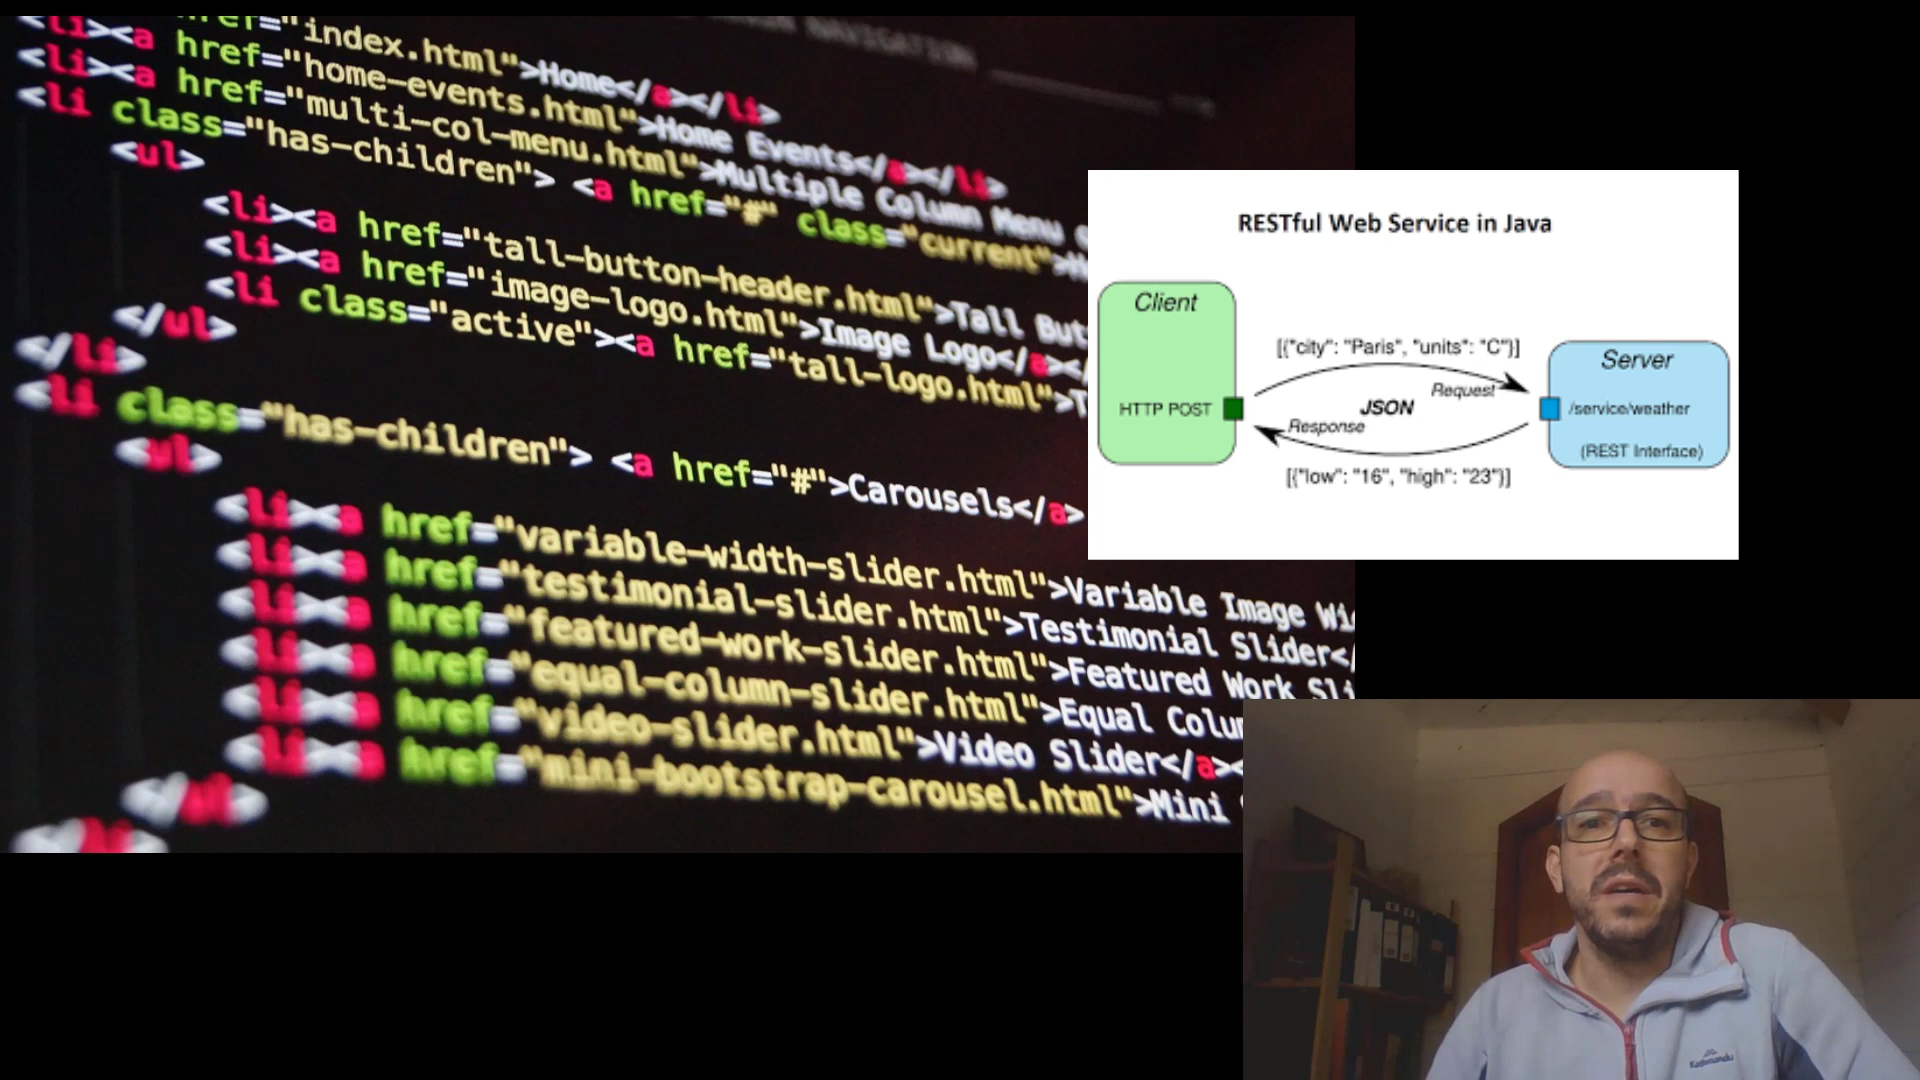 href="index.html">Home</a></li>
<li><a href="home-events.html">Home Events</a></li>
<li><a href="multi-col-menu.html">Multiple Column Menu
<li class="has-children"> <a href="#" class="current">
<ul>
<li><a href="tall-button-header.html">Tall
<li><a href="image-logo.html">Image Logo</a></
<li class="active"><a href="tall-logo.html">
</ul>
</li>
<li class="has-children"> <a href="#">Carousels</a>
<ul>
<li><a href="variable-width-slider.html">Variable Image
<li><a href="testimonial-slider.html">Testimonial Slider</
<li><a href="featured-work-slider.html">Featured Work
<li><a href="equal-column-slider.html">Equal
<li><a href="video-slider.html">Video Slider</a>
<li><a href="mini-bootstrap-carousel.html">Mini
</ul>
RESTful Web Service in Java
Client
HTTP POST
[{"city": "Paris", "units": "C"}]
Request
JSON
Response
[{"low": "16", "high": "23"}]
Server
/service/weather
(REST Interface)
Kathmandu